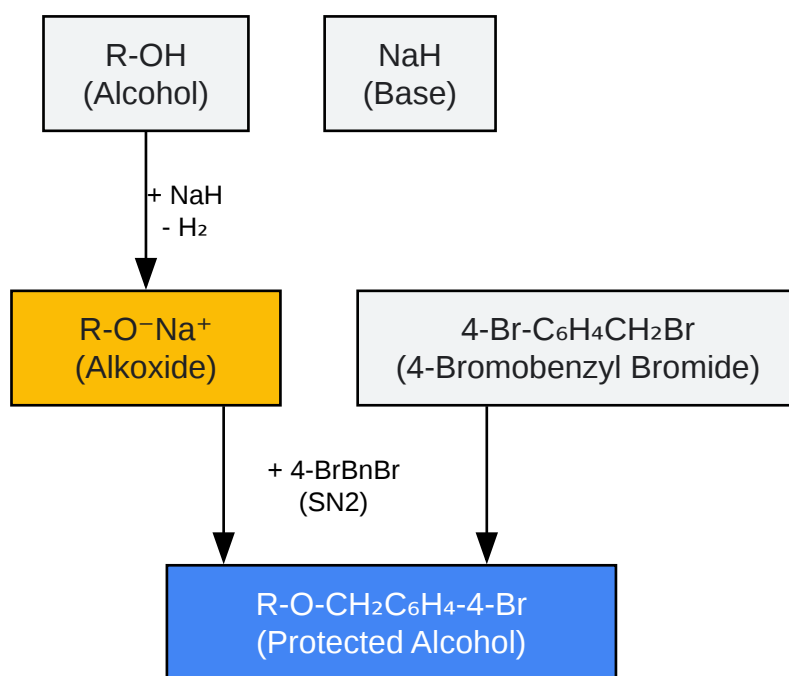 R-OH
(Alcohol)
NaH
(Base)
+ NaH
- H₂
R-O⁻Na⁺
(Alkoxide)
4-Br-C₆H₄CH₂Br
(4-Bromobenzyl Bromide)
+ 4-BrBnBr
(SN2)
R-O-CH₂C₆H₄-4-Br
(Protected Alcohol)